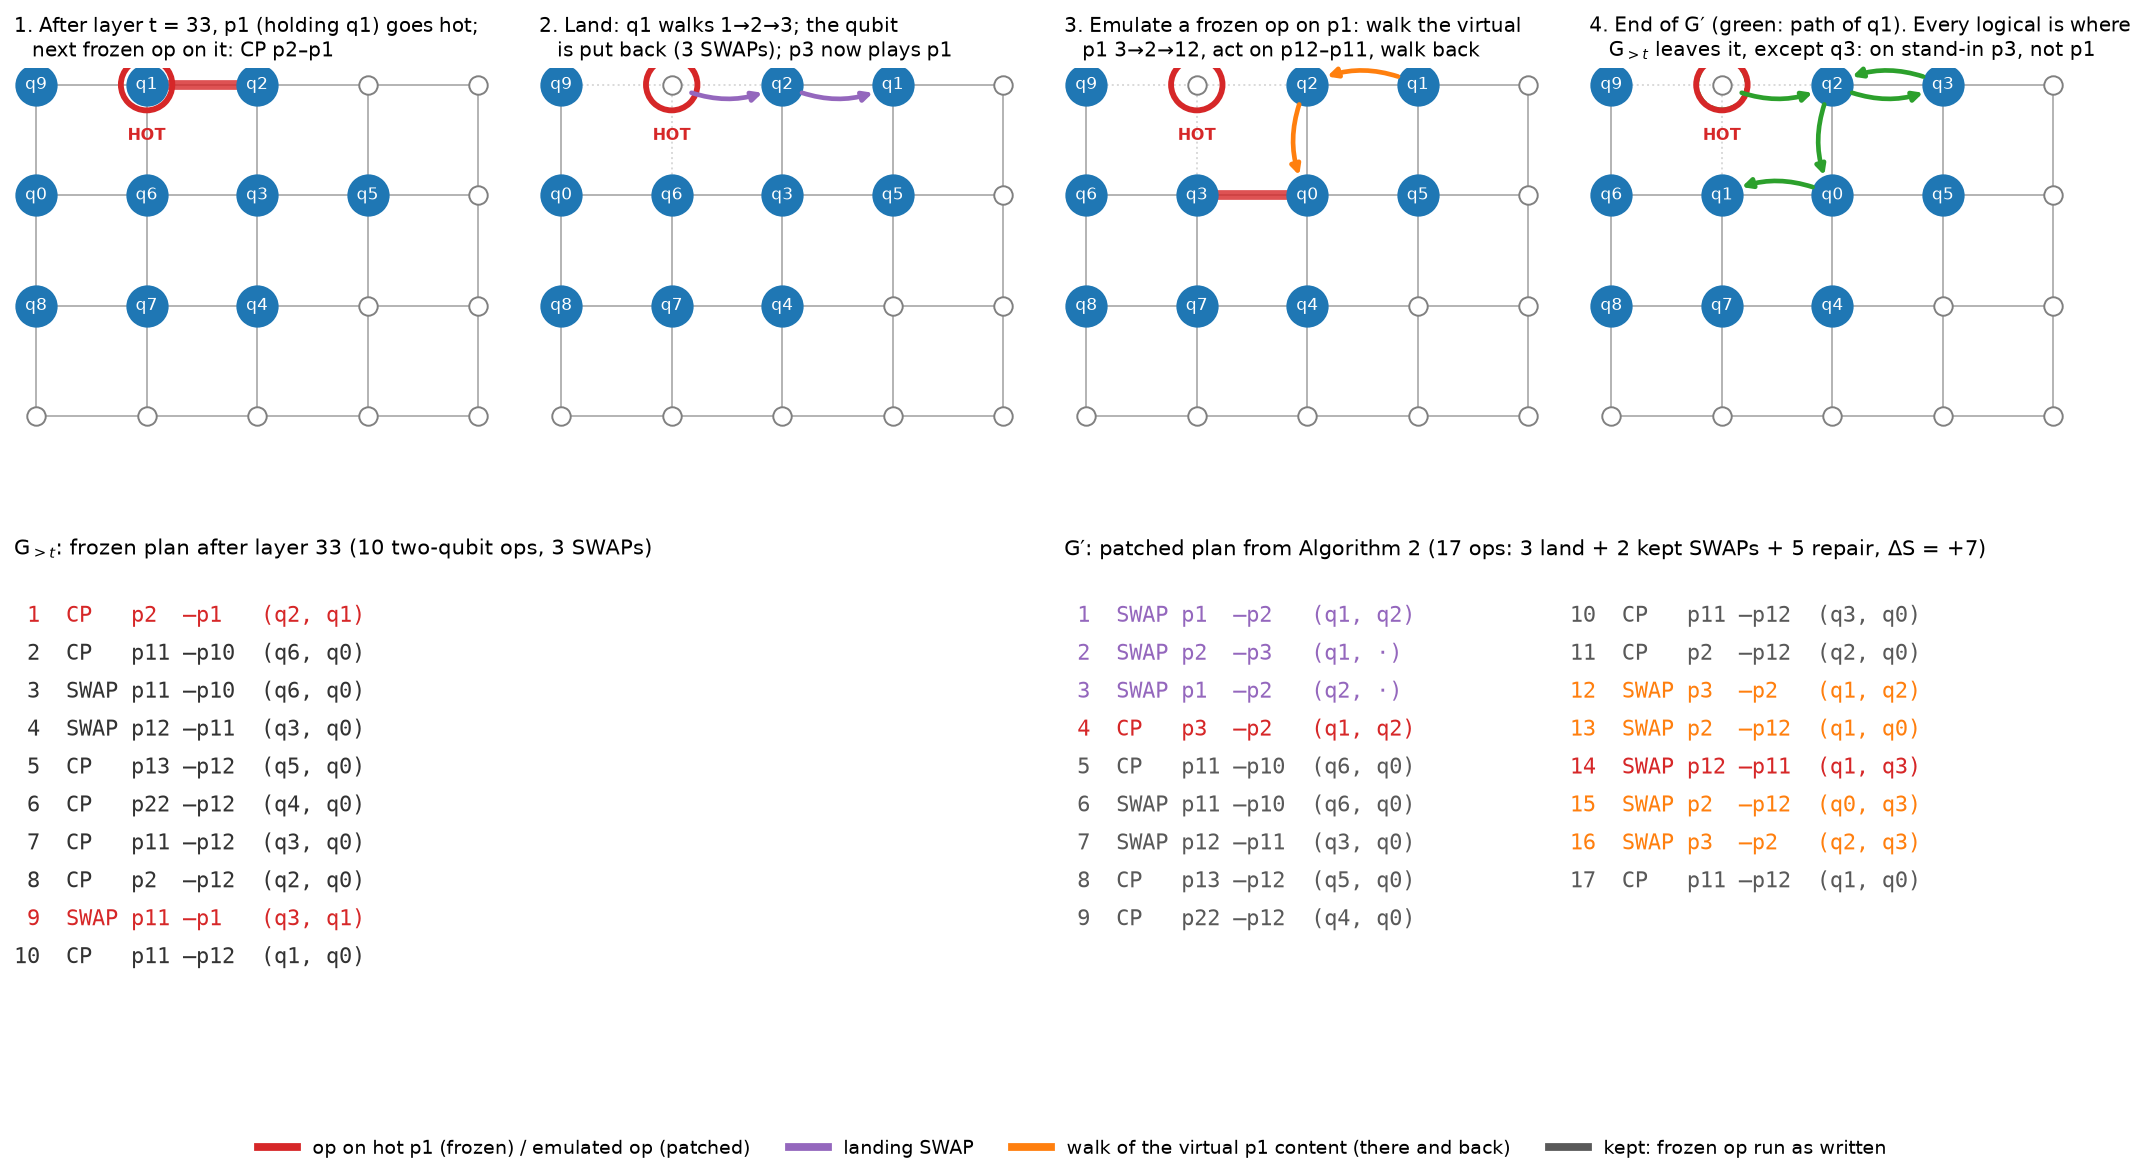 1. After layer t = 33, p1 (holding q1) goes hot;
next frozen op on it: CP p2–p1
q9 q1 q2
HOT
q0 q6 q3 q5
q8 q7 q4
2. Land: q1 walks 1→2→3; the qubit
is put back (3 SWAPs); p3 now plays p1
q9 q2 q1
HOT
q0 q6 q3 q5
q8 q7 q4
3. Emulate a frozen op on p1: walk the virtual
p1 3→2→12, act on p12–p11, walk back
q9 q2 q1
HOT
q6 q3 q0 q5
q8 q7 q4
4. End of G′ (green: path of q1). Every logical is where
G>t leaves it, except q3: on stand-in p3, not p1
q9 q2 q3
HOT
q6 q1 q0 q5
q8 q7 q4
G>t: frozen plan after layer 33 (10 two-qubit ops, 3 SWAPs)
1 CP p2 –p1 (q2, q1)
2 CP p11 –p10 (q6, q0)
3 SWAP p11 –p10 (q6, q0)
4 SWAP p12 –p11 (q3, q0)
5 CP p13 –p12 (q5, q0)
6 CP p22 –p12 (q4, q0)
7 CP p11 –p12 (q3, q0)
8 CP p2 –p12 (q2, q0)
9 SWAP p11 –p1 (q3, q1)
10 CP p11 –p12 (q1, q0)
G′: patched plan from Algorithm 2 (17 ops: 3 land + 2 kept SWAPs + 5 repair, ΔS = +7)
1 SWAP p1 –p2 (q1, q2)
2 SWAP p2 –p3 (q1, ·)
3 SWAP p1 –p2 (q2, ·)
4 CP p3 –p2 (q1, q2)
5 CP p11 –p10 (q6, q0)
6 SWAP p11 –p10 (q6, q0)
7 SWAP p12 –p11 (q3, q0)
8 CP p13 –p12 (q5, q0)
9 CP p22 –p12 (q4, q0)
10 CP p11 –p12 (q3, q0)
11 CP p2 –p12 (q2, q0)
12 SWAP p3 –p2 (q1, q2)
13 SWAP p2 –p12 (q1, q0)
14 SWAP p12 –p11 (q1, q3)
15 SWAP p2 –p12 (q0, q3)
16 SWAP p3 –p2 (q2, q3)
17 CP p11 –p12 (q1, q0)
op on hot p1 (frozen) / emulated op (patched)
landing SWAP
walk of the virtual p1 content (there and back)
kept: frozen op run as written